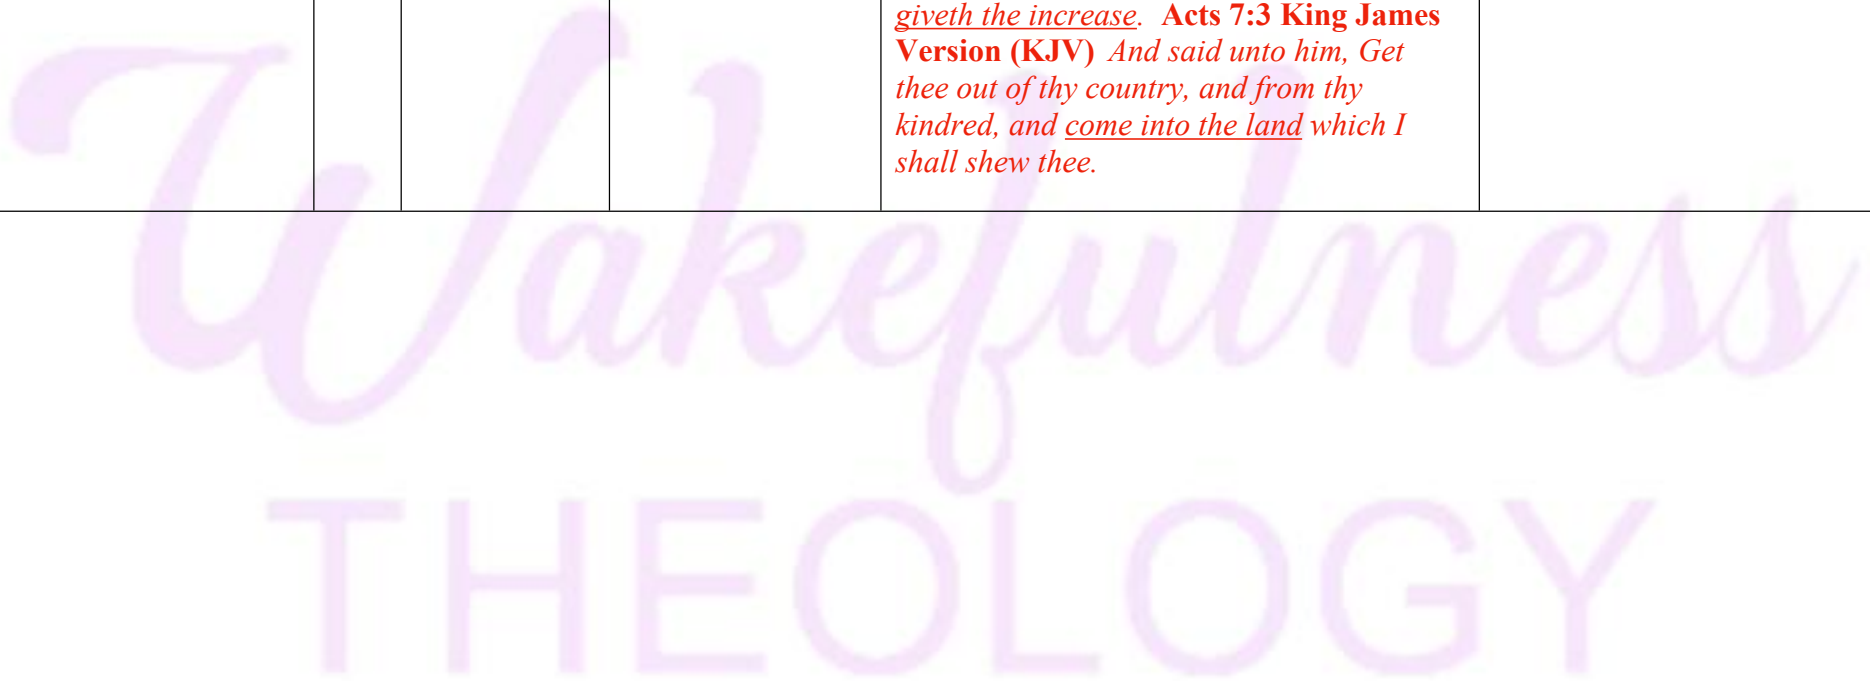 giveth the increase. Acts 7:3 King James
Version (KJV) And said unto him, Get
thee out of thy country, and from thy
kindred, and come into the land which I
shall shew thee.
Wakefulness
THEOLOGY